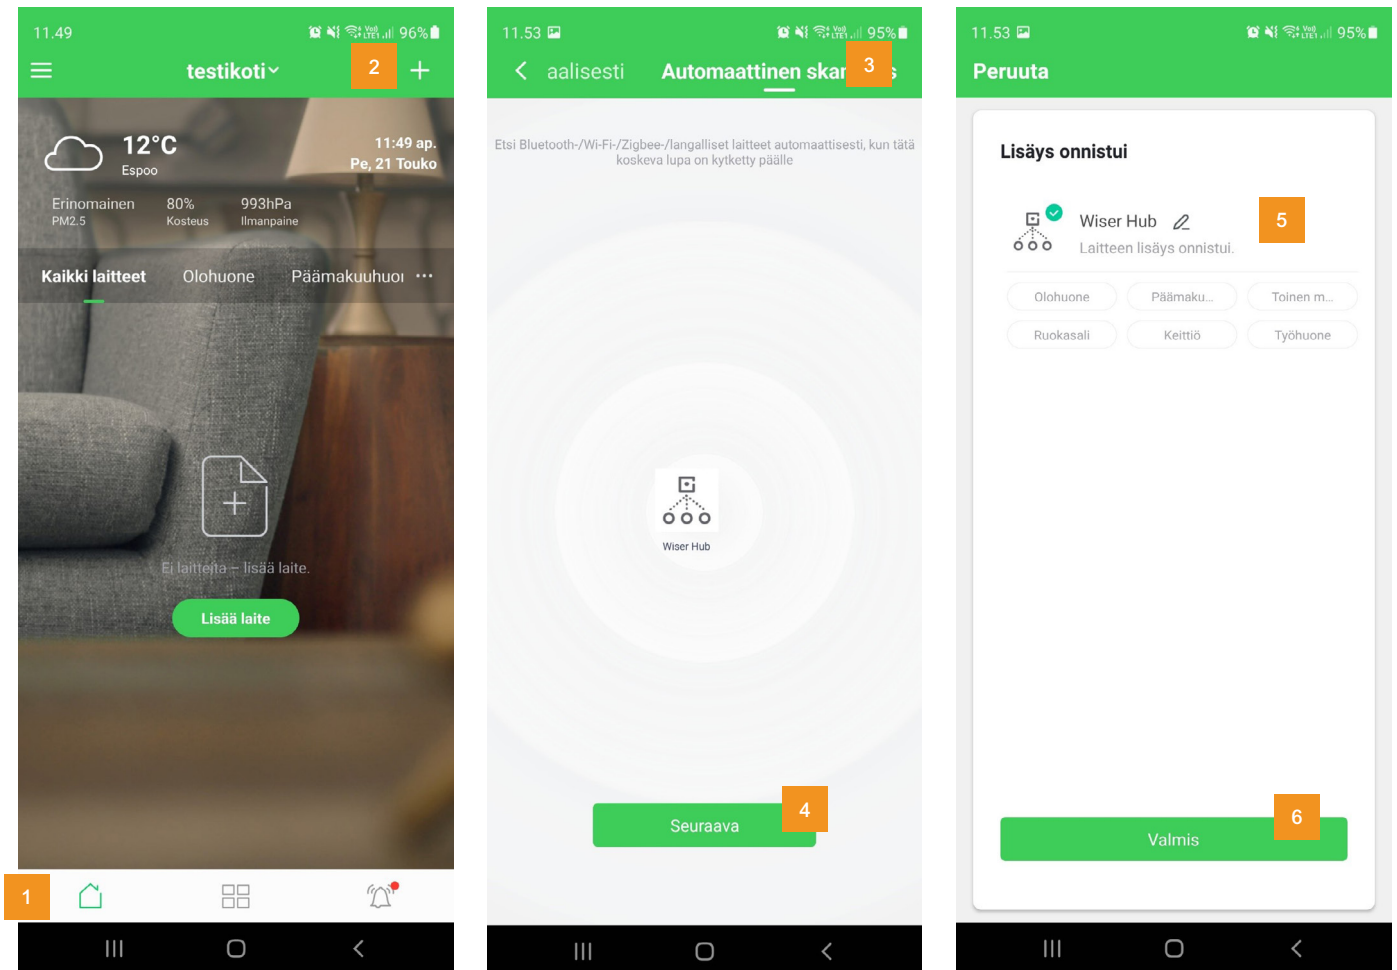 11.49
96%
testikoti
2
12°C
Espoo
11:49 ap.
Pe, 21 Touko
Erinomainen
80%
993hPa
PM2.5
Kosteus
Ilmanpaine
Kaikki laitteet
Olohuone
Päämakuuhuoı
Ei laitteita – lisää laite.
Lisää laite
1
11.53
95%
aalisesti
Automaattinen skan
3
s
Etsi Bluetooth-/Wi-Fi-/Zigbee-/langalliset laitteet automaattisesti, kun tätä
koskeva lupa on kytketty päälle
Wiser Hub
4
Seuraava
11.53
95%
Peruuta
Lisäys onnistui
Wiser Hub
5
Laitteen lisäys onnistui.
Olohuone
Päämaku...
Toinen m...
Ruokasali
Keittiö
Työhuone
6
Valmis